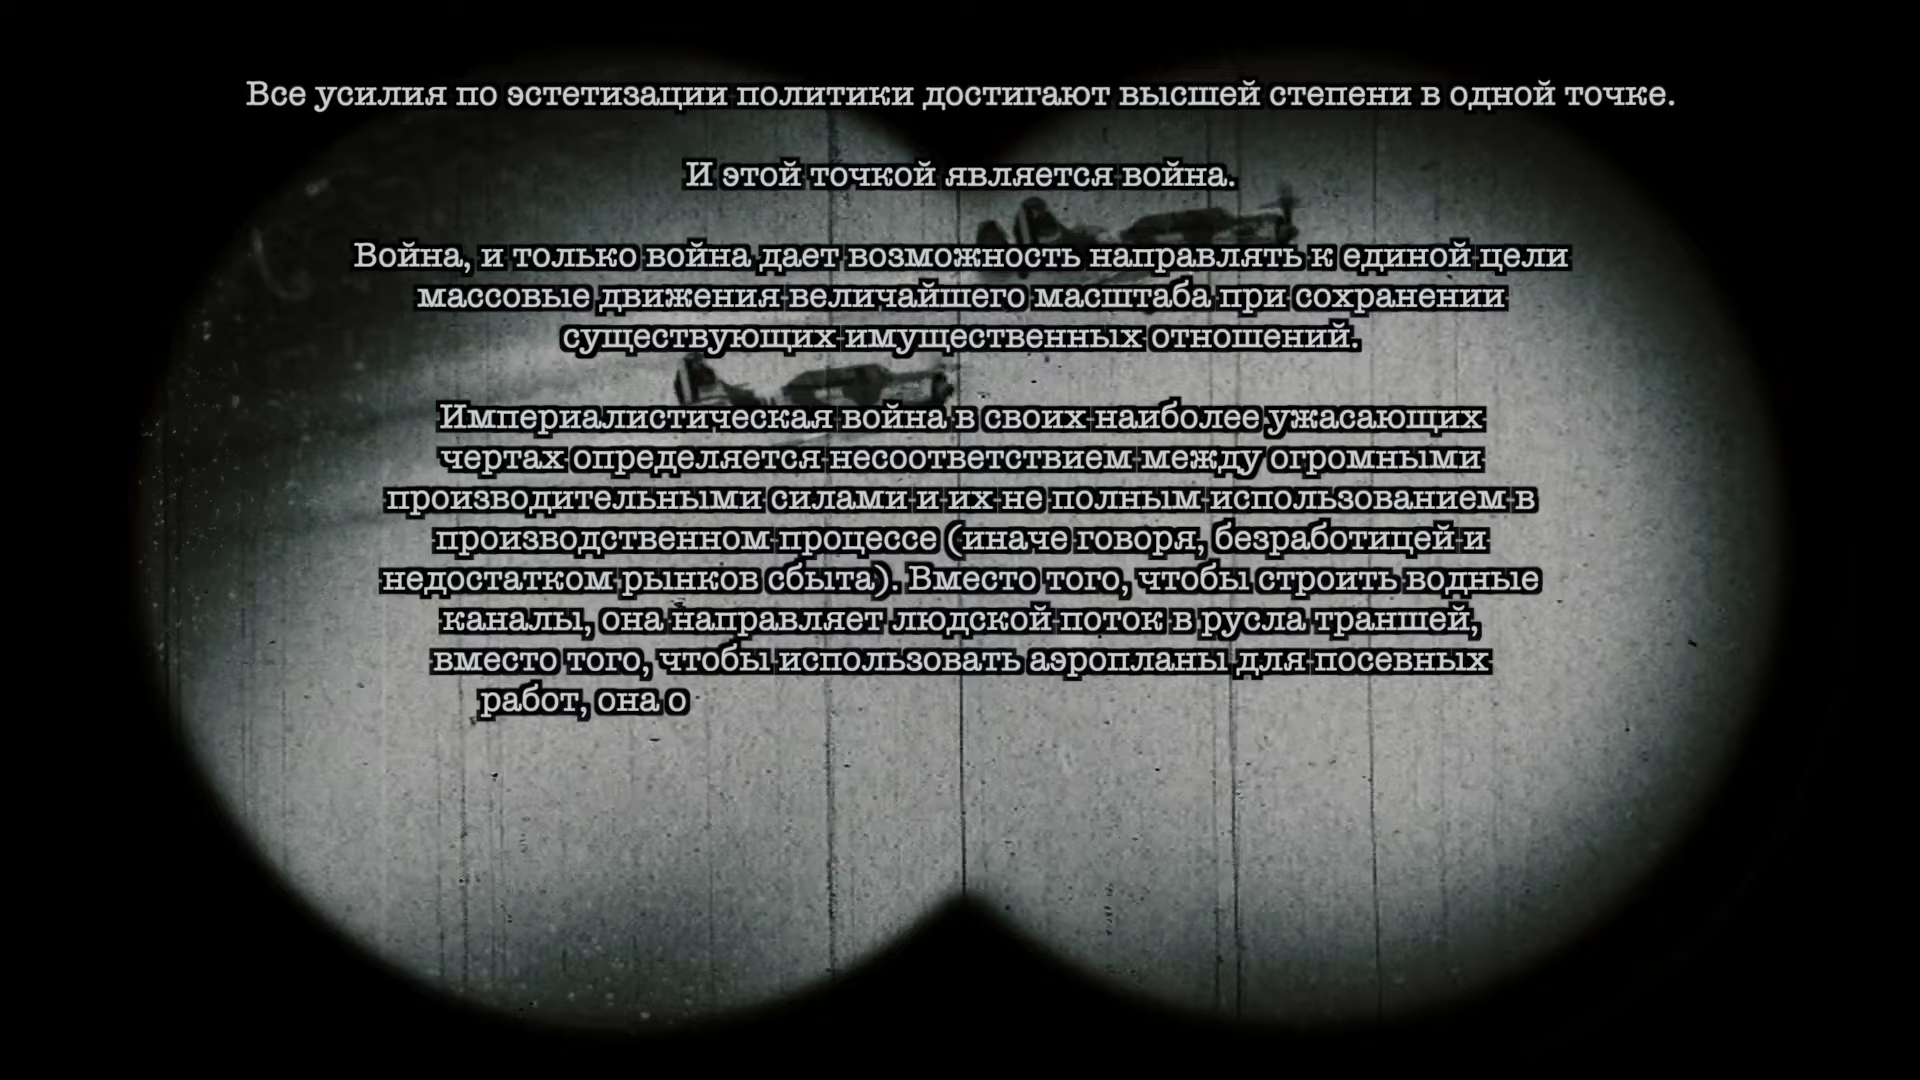 Все усилия по эстетизации политики достигают высшей степени в одной точке.
И этой точкой является война.
Война, и только война дает возможность направлять к единой цели
массовые движения величайшего масштаба при сохранении
существующих имущественных отношений.
Империалистическая война в своих наиболее ужасающих
чертах определяется несоответствием между огромными
производительными силами и их не полным использованием в
производственном процессе (иначе говоря, безработицей и
недостатком рынков сбыта). Вместо того, чтобы строить водные
каналы, она направляет людской поток в русла траншей,
вместо того, чтобы использовать аэропланы для посевных
работ, она о